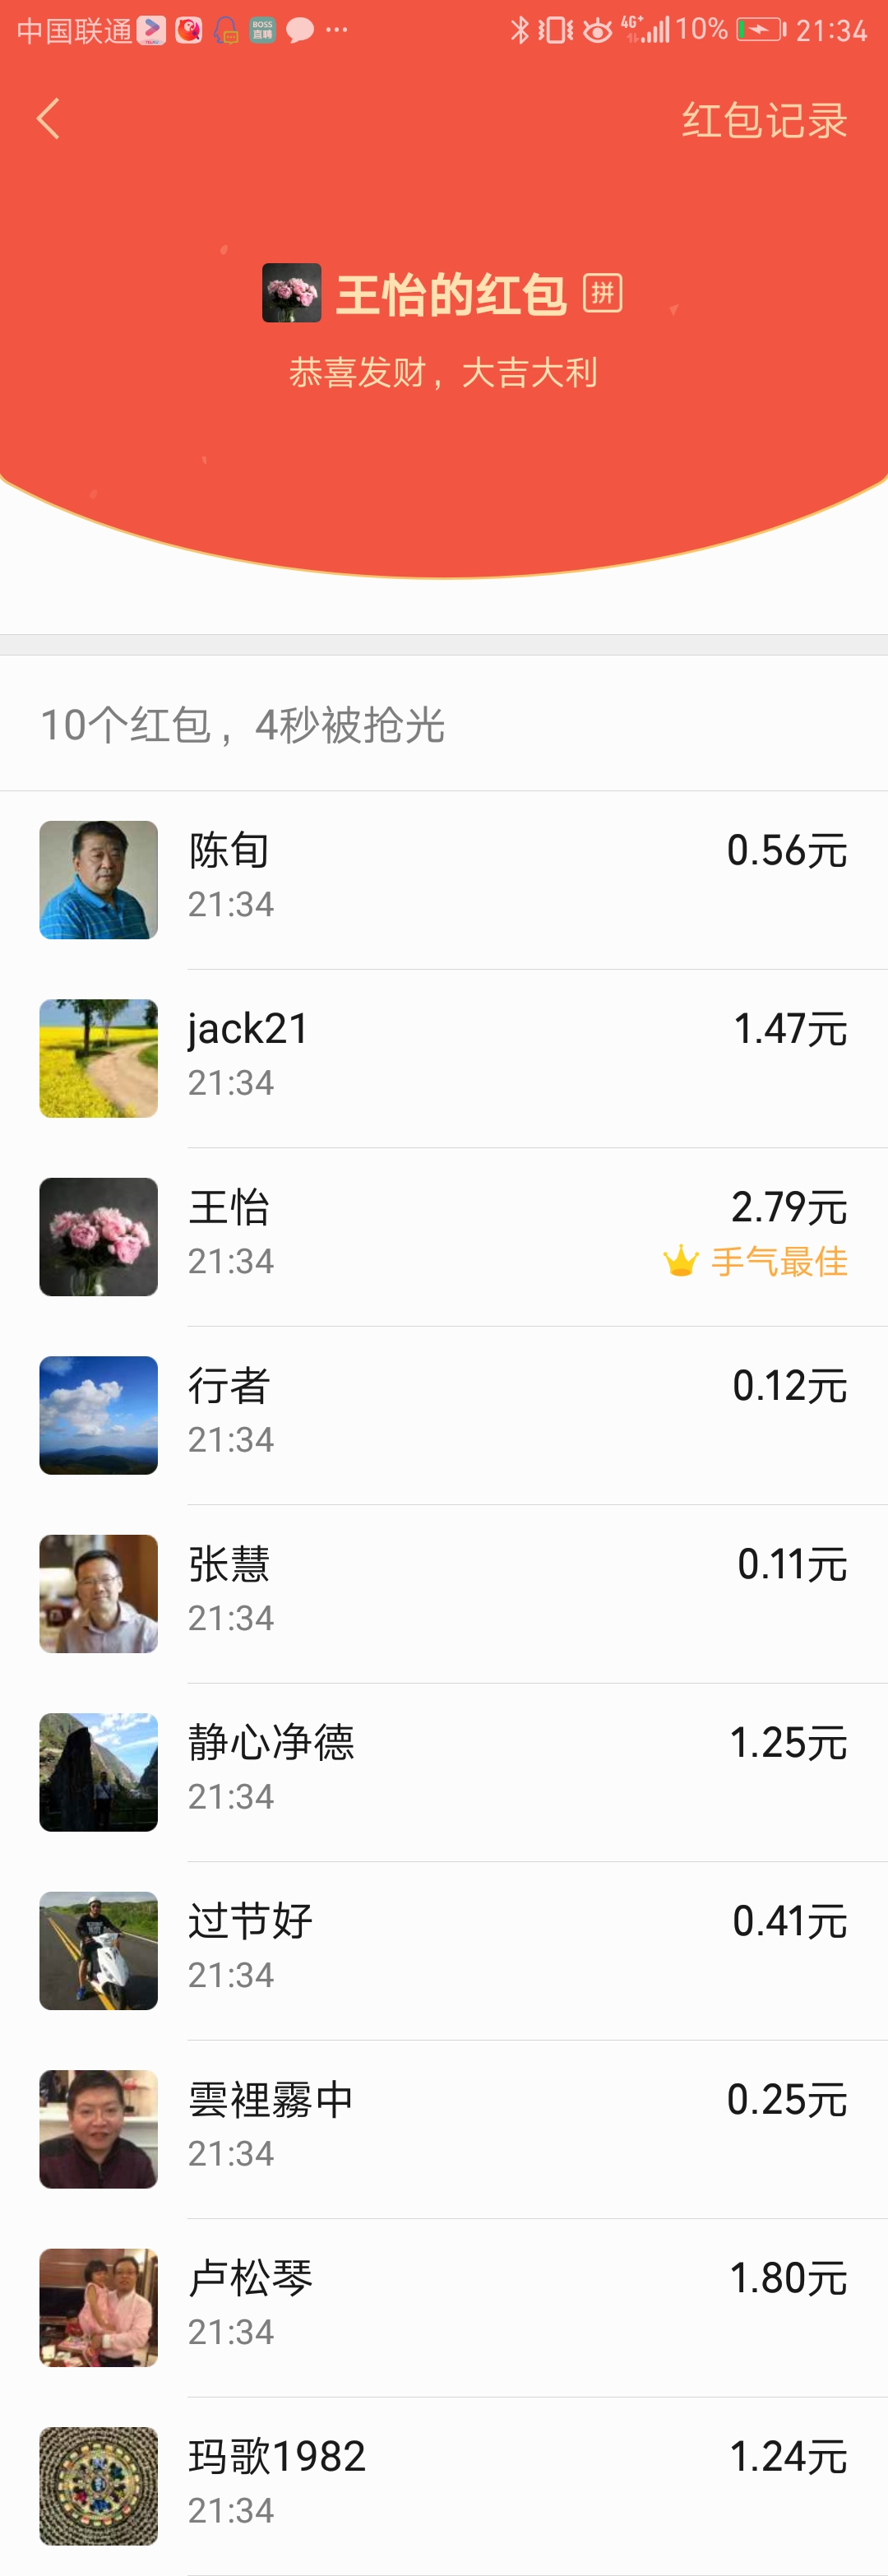 中国联通 BOSS 直聘 ··· 4G+ 10% 21:34
红包记录
王怡的红包 拼
恭喜发财，大吉大利
10个红包，4秒被抢光
陈旬 0.56元
21:34
jack21 1.47元
21:34
王怡 2.79元
21:34 手气最佳
行者 0.12元
21:34
张慧 0.11元
21:34
静心净德 1.25元
21:34
过节好 0.41元
21:34
雲裡霧中 0.25元
21:34
卢松琴 1.80元
21:34
玛歌1982 1.24元
21:34